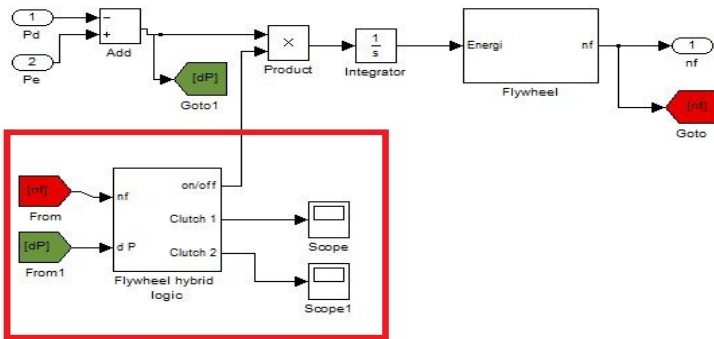 1
Pd
2
Pe
−
+
Add
[dP]
Goto1
×
Product
1
s
Integrator
Energi
nf
Flywheel
1
nf
[nf]
Goto
[nf]
From
[dP]
From1
nf
d P
on/off
Clutch 1
Clutch 2
Flywheel hybrid
logic
Scope
Scope1